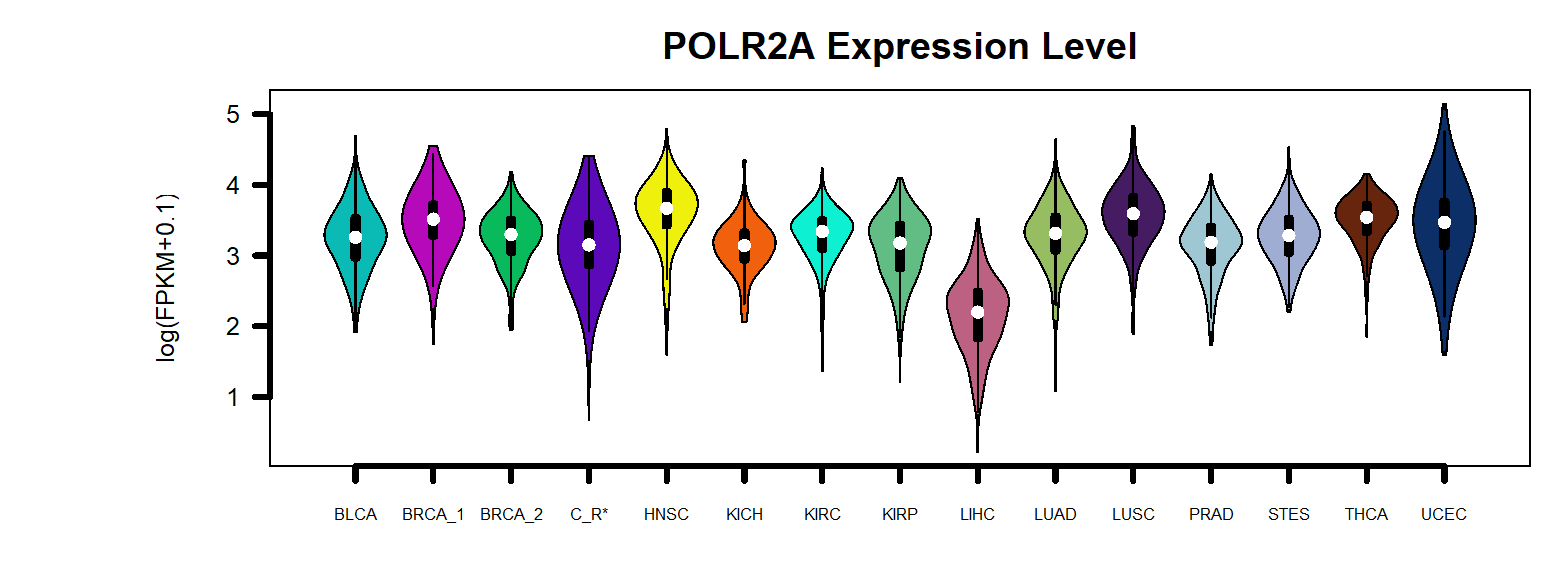 POLR2A Expression Level
log(FPKM+0.1)
5
4
3
2
1
BLCA BRCA_1 BRCA_2 C_R* HNSC KICH KIRC KIRP LIHC LUAD LUSC PRAD STES THCA UCEC